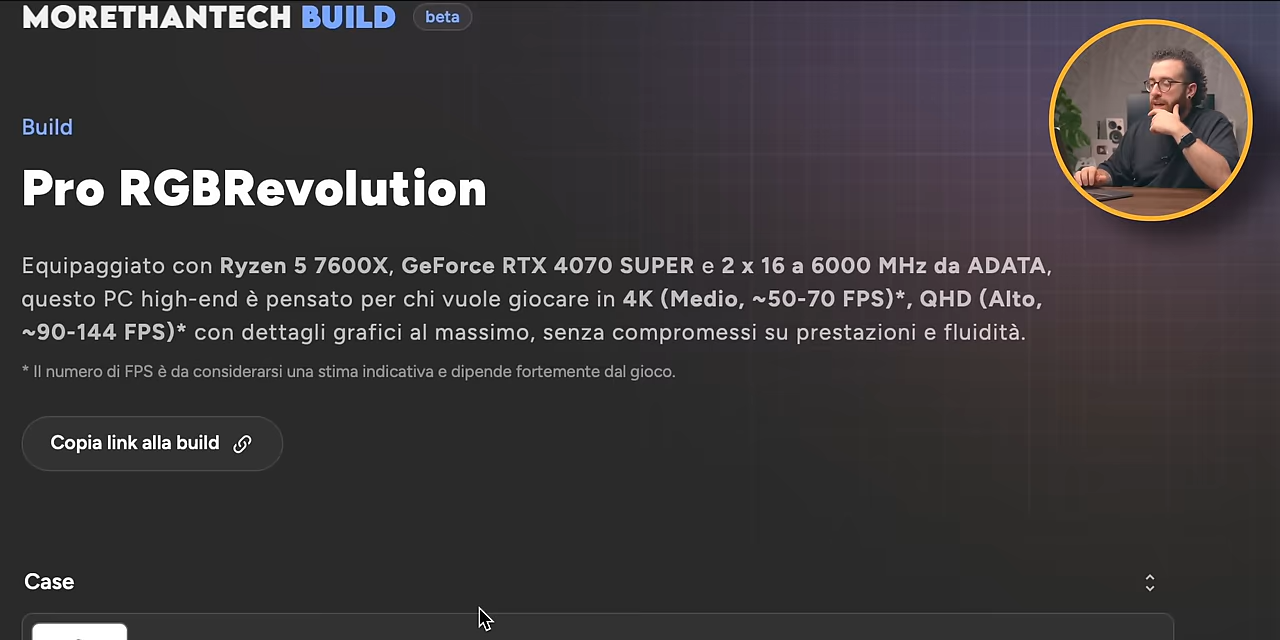 MORETHANTECH BUILD beta
Build
Pro RGBRevolution
Equipaggiato con Ryzen 5 7600X, GeForce RTX 4070 SUPER e 2 x 16 a 6000 MHz da ADATA,
questo PC high-end è pensato per chi vuole giocare in 4K (Medio, ~50-70 FPS)*, QHD (Alto,
~90-144 FPS)* con dettagli grafici al massimo, senza compromessi su prestazioni e fluidità.
* Il numero di FPS è da considerarsi una stima indicativa e dipende fortemente dal gioco.
Copia link alla build
Case